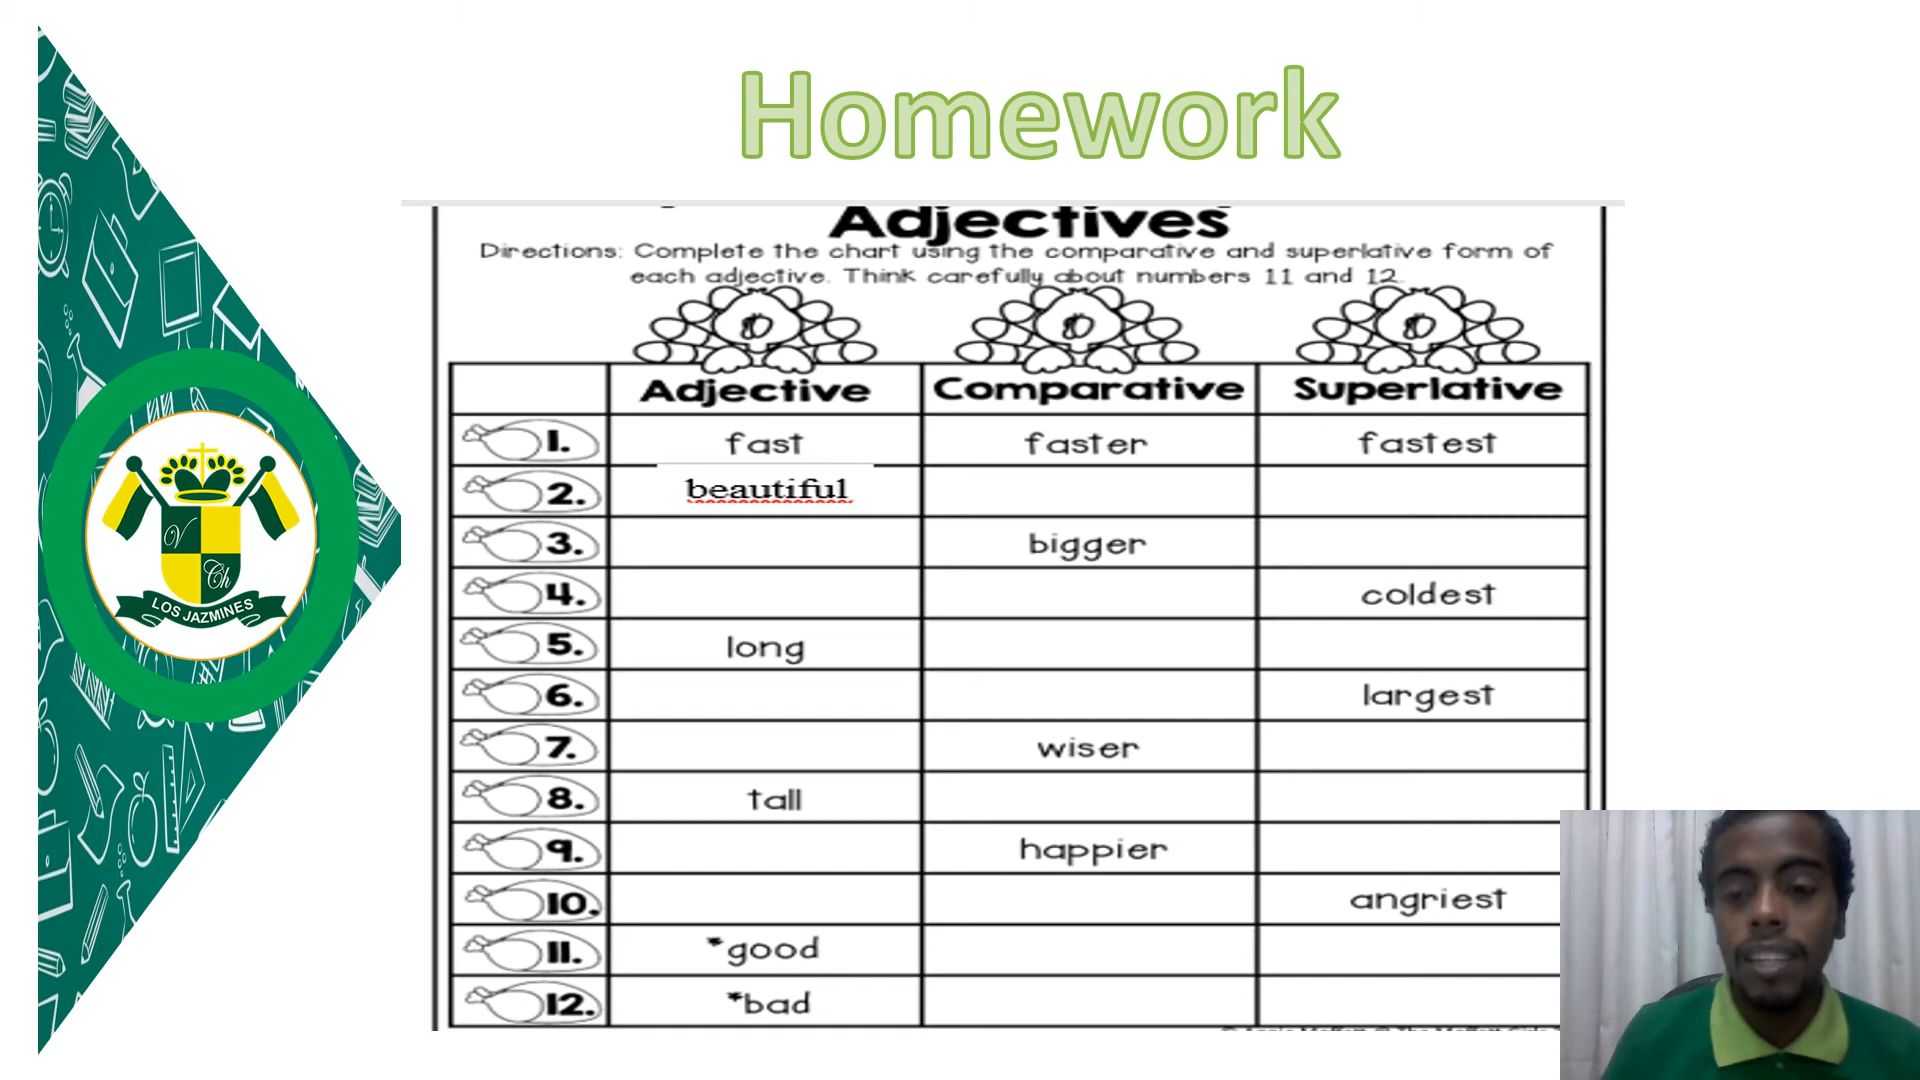 Homework
Adjectives
Directions: Complete the chart using the comparative and superlative form of
each adjective. Think carefully about numbers 11 and 12.
Adjective Comparative Superlative
1. fast faster fastest
2. beautiful
3. bigger
4. coldest
5. long
6. largest
7. wiser
8. tall
9. happier
10. angriest
11. *good
12. *bad
V
Ch
LOS JAZMINES